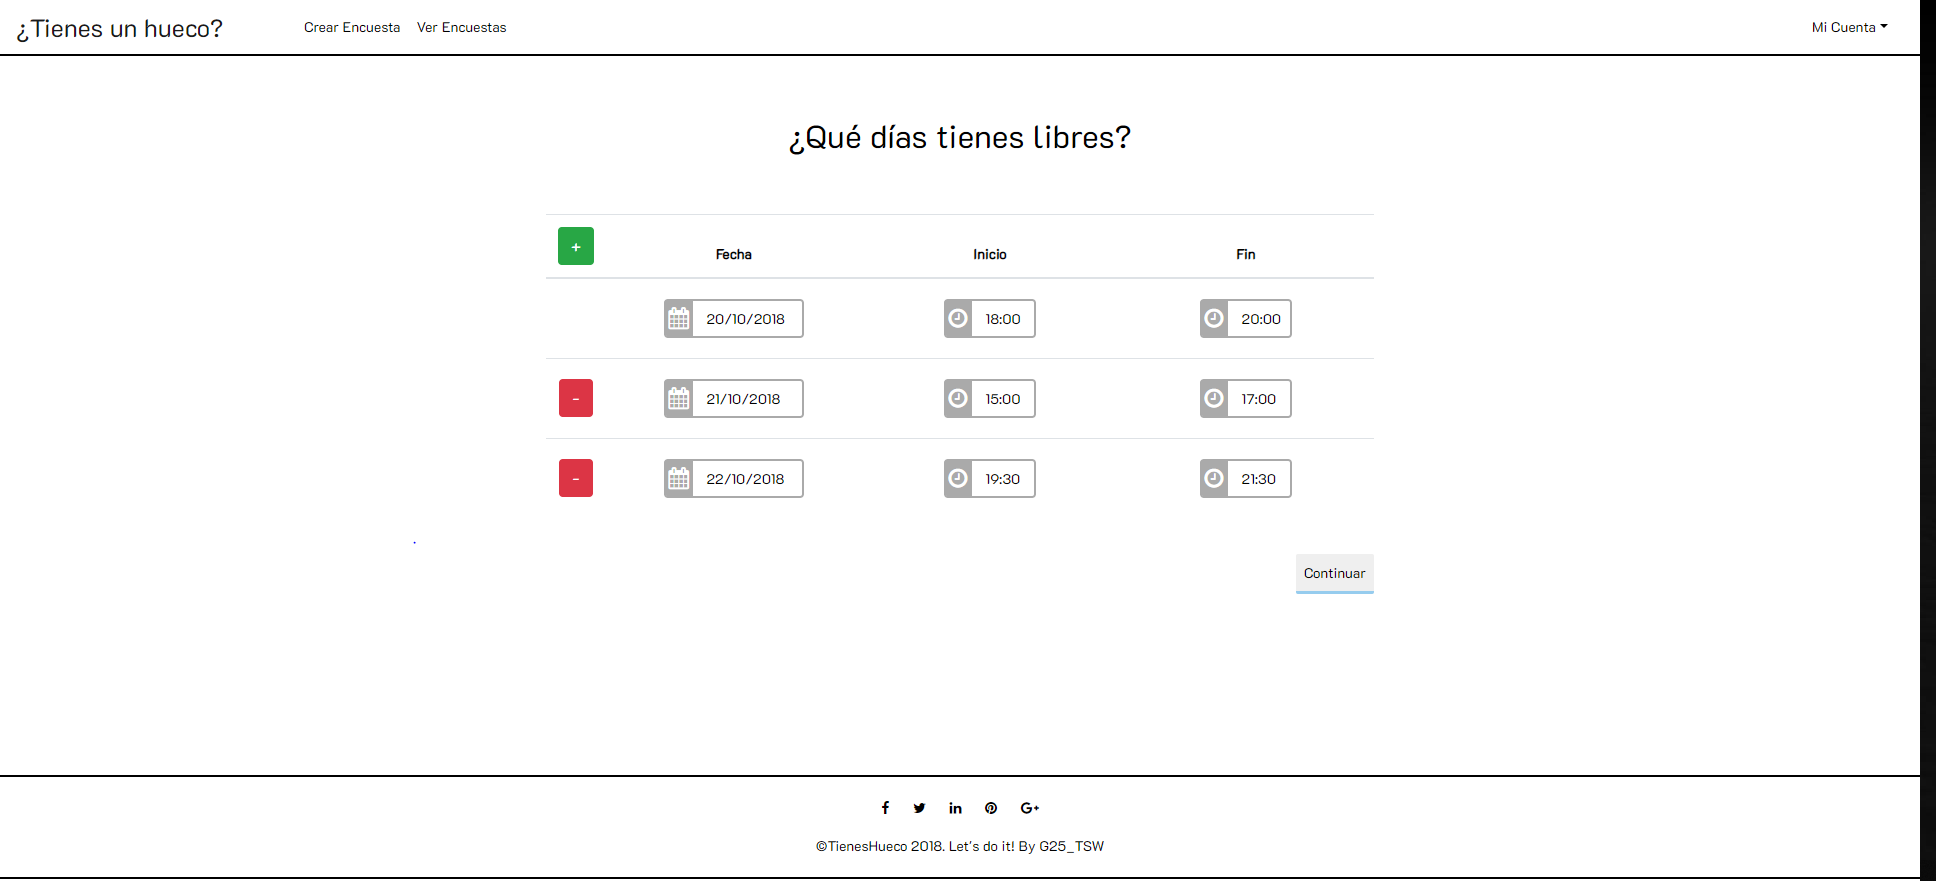 ¿Tienes un hueco? Crear Encuesta Ver Encuestas Mi Cuenta
¿Qué días tienes libres?
+ Fecha Inicio Fin
20/10/2018 18:00 20:00
- 21/10/2018 15:00 17:00
- 22/10/2018 19:30 21:30
Continuar
©TienesHueco 2018. Let's do it! By G25_TSW